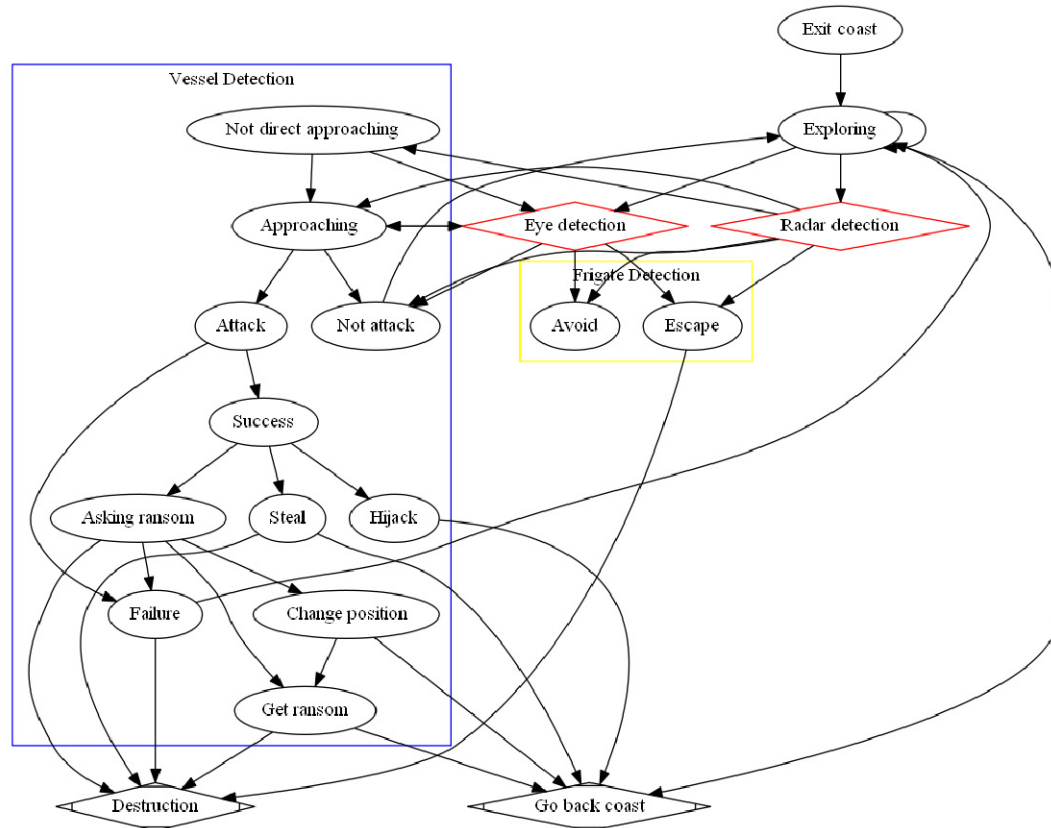 Exit coast
Vessel Detection
Not direct approaching
Exploring
Approaching
Eye detection
Radar detection
Frigate Detection
Attack
Not attack
Avoid
Escape
Success
Asking ransom
Steal
Hijack
Failure
Change position
Get ransom
Destruction
Go back coast